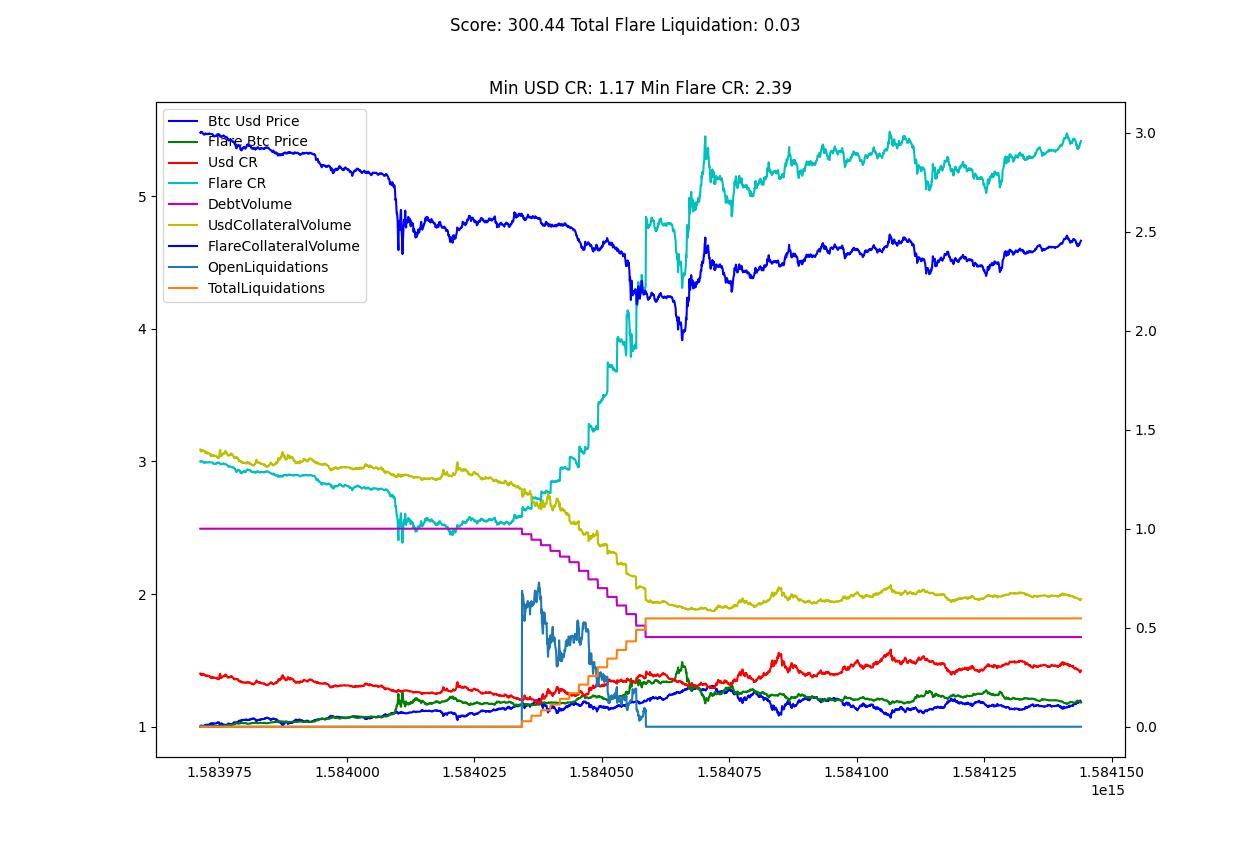 Score: 300.44 Total Flare Liquidation: 0.03
Min USD CR: 1.17 Min Flare CR: 2.39
Btc Usd Price
Flare Btc Price
Usd CR
Flare CR
DebtVolume
UsdCollateralVolume
FlareCollateralVolume
OpenLiquidations
TotalLiquidations
5
4
3
2
1
3.0
2.5
2.0
1.5
1.0
0.5
0.0
1.583975 1.584000 1.584025 1.584050 1.584075 1.584100 1.584125 1.584150
1e15